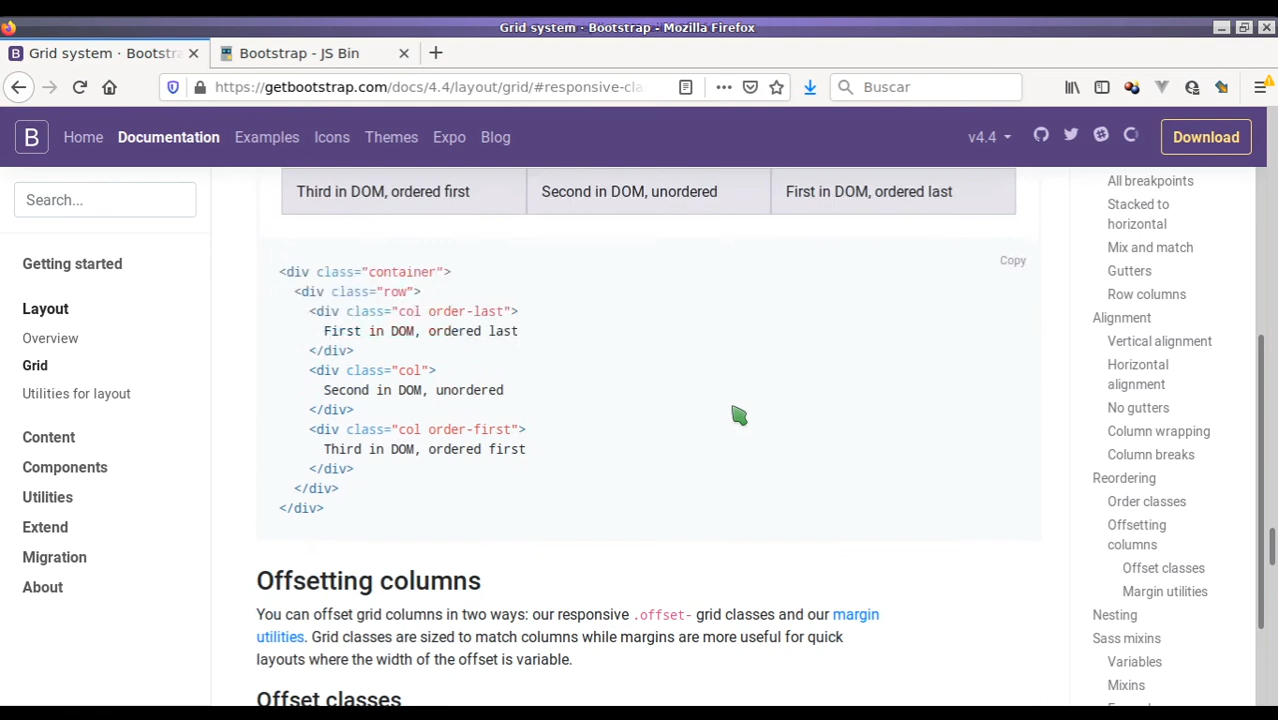 Grid system · Bootstrap - Mozilla Firefox
Grid system · Bootstra
Bootstrap - JS Bin
https://getbootstrap.com/docs/4.4/layout/grid/#responsive-cla
Buscar
B Home Documentation Examples Icons Themes Expo Blog v4.4 Download
Search...
Getting started
Layout
Overview
Grid
Utilities for layout
Content
Components
Utilities
Extend
Migration
About
Third in DOM, ordered first Second in DOM, unordered First in DOM, ordered last
Copy
<div class="container">
<div class="row">
<div class="col order-last">
First in DOM, ordered last
</div>
<div class="col">
Second in DOM, unordered
</div>
<div class="col order-first">
Third in DOM, ordered first
</div>
</div>
</div>
Offsetting columns
You can offset grid columns in two ways: our responsive .offset- grid classes and our margin
utilities. Grid classes are sized to match columns while margins are more useful for quick
layouts where the width of the offset is variable.
Offset classes
All breakpoints
Stacked to
horizontal
Mix and match
Gutters
Row columns
Alignment
Vertical alignment
Horizontal
alignment
No gutters
Column wrapping
Column breaks
Reordering
Order classes
Offsetting
columns
Offset classes
Margin utilities
Nesting
Sass mixins
Variables
Mixins